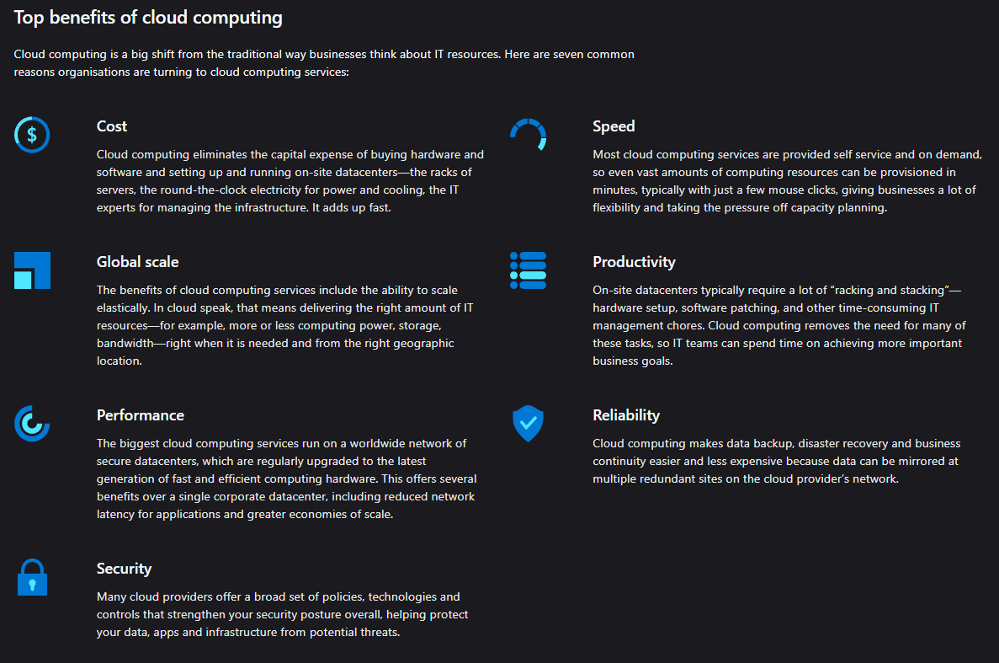 Top benefits of cloud computing
Cloud computing is a big shift from the traditional way businesses think about IT resources. Here are seven common
reasons organisations are turning to cloud computing services:
$
Cost
Cloud computing eliminates the capital expense of buying hardware and
software and setting up and running on-site datacenters—the racks of
servers, the round-the-clock electricity for power and cooling, the IT
experts for managing the infrastructure. It adds up fast.
Speed
Most cloud computing services are provided self service and on demand,
so even vast amounts of computing resources can be provisioned in
minutes, typically with just a few mouse clicks, giving businesses a lot of
flexibility and taking the pressure off capacity planning.
Global scale
The benefits of cloud computing services include the ability to scale
elastically. In cloud speak, that means delivering the right amount of IT
resources—for example, more or less computing power, storage,
bandwidth—right when it is needed and from the right geographic
location.
Productivity
On-site datacenters typically require a lot of “racking and stacking”—
hardware setup, software patching, and other time-consuming IT
management chores. Cloud computing removes the need for many of
these tasks, so IT teams can spend time on achieving more important
business goals.
Performance
The biggest cloud computing services run on a worldwide network of
secure datacenters, which are regularly upgraded to the latest
generation of fast and efficient computing hardware. This offers several
benefits over a single corporate datacenter, including reduced network
latency for applications and greater economies of scale.
Reliability
Cloud computing makes data backup, disaster recovery and business
continuity easier and less expensive because data can be mirrored at
multiple redundant sites on the cloud provider’s network.
Security
Many cloud providers offer a broad set of policies, technologies and
controls that strengthen your security posture overall, helping protect
your data, apps and infrastructure from potential threats.